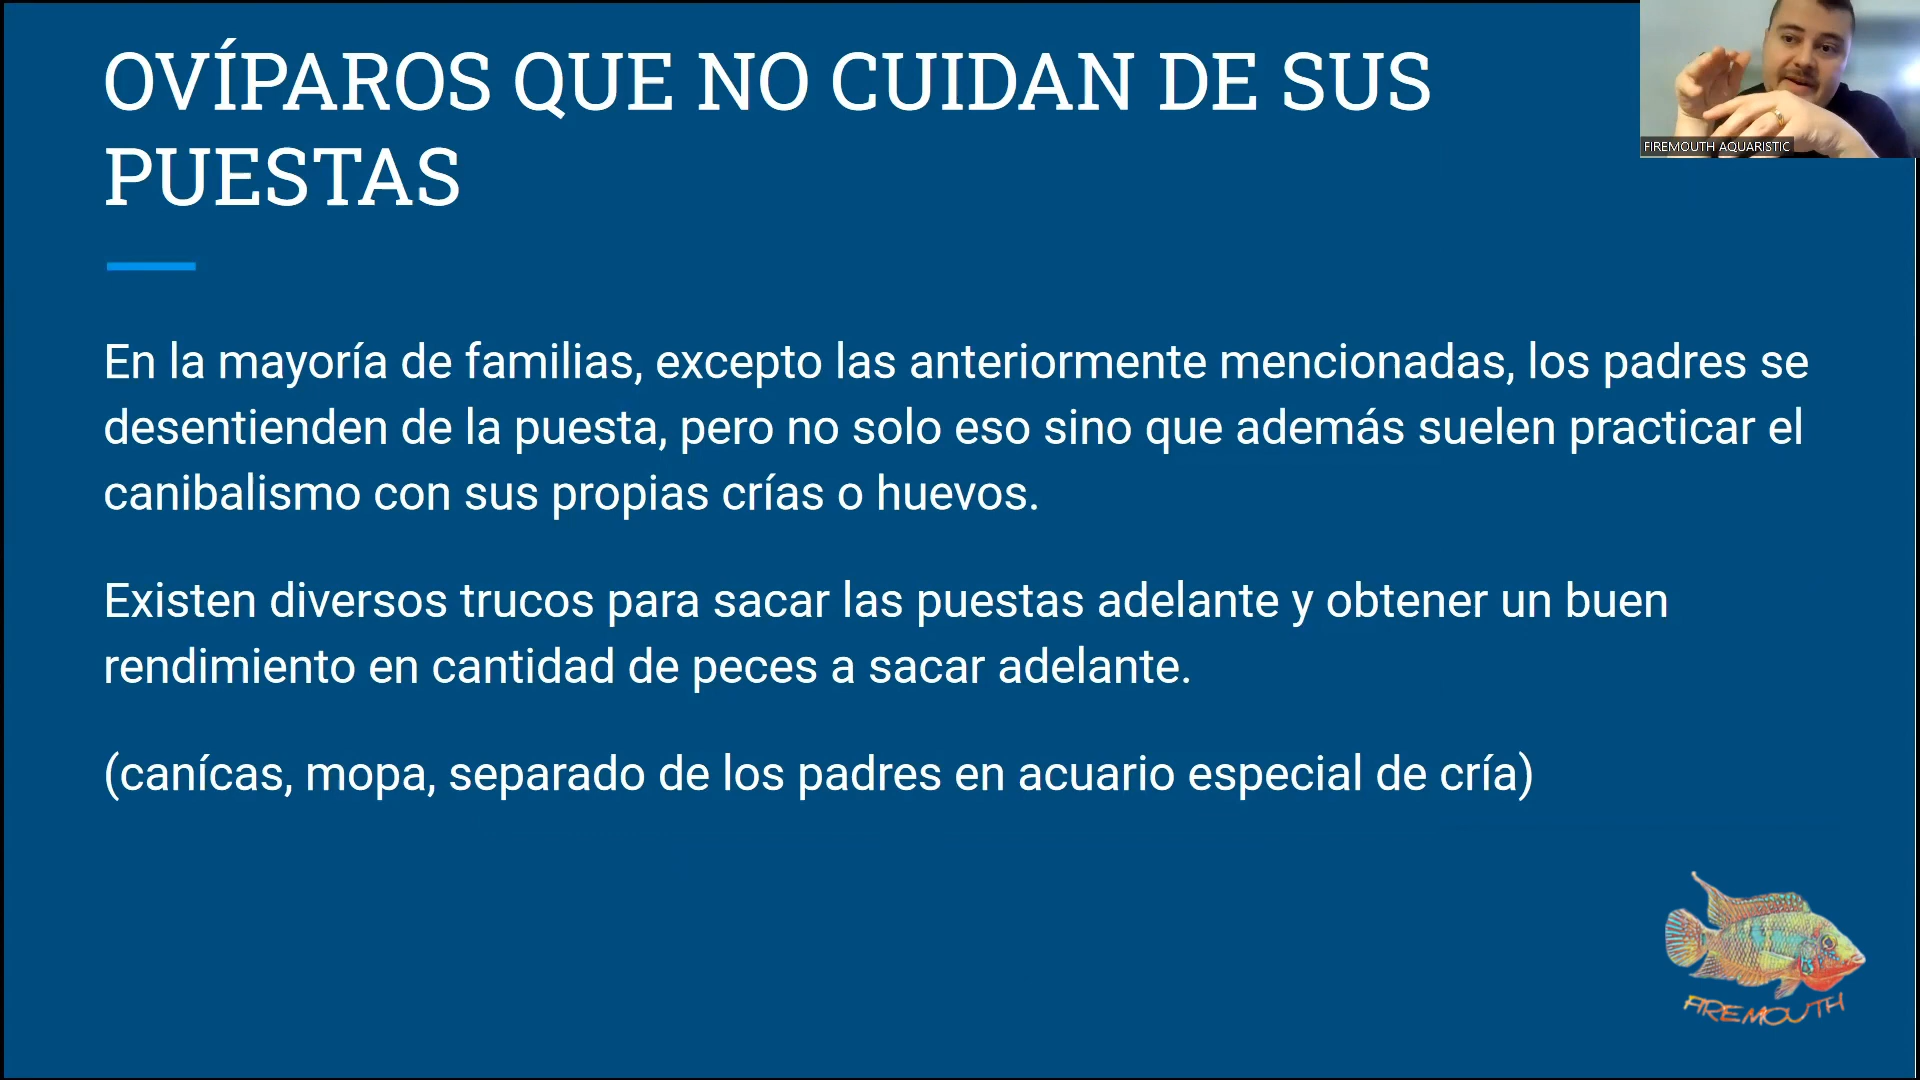 OVÍPAROS QUE NO CUIDAN DE SUS
PUESTAS
FIREMOUTH AQUARISTIC
En la mayoría de familias, excepto las anteriormente mencionadas, los padres se
desentienden de la puesta, pero no solo eso sino que además suelen practicar el
canibalismo con sus propias crías o huevos.
Existen diversos trucos para sacar las puestas adelante y obtener un buen
rendimiento en cantidad de peces a sacar adelante.
(canícas, mopa, separado de los padres en acuario especial de cría)
FIREMOUTH